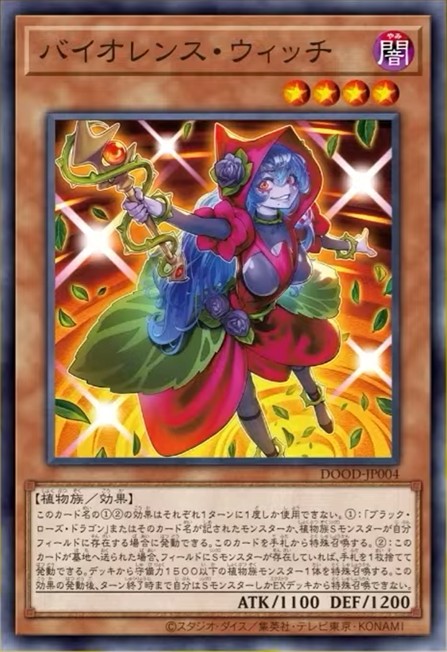 バイオレンス・ウィッチ
闇
DOOD-JP004
【植物族/効果】
このカード名の①②の効果はそれぞれ1ターンに1度しか使用できない。①:「ブラック・
ローズ・ドラゴン」またはそのカード名が記されたモンスターか、植物族Sモンスターが自分
フィールドに存在する場合に発動できる。このカードを手札から特殊召喚する。②:この
カードが墓地へ送られた場合、フィールドにSモンスターが存在していれば、手札を1枚捨てて
発動できる。デッキから守備力1500以下の植物族モンスター1体を特殊召喚する。この
効果の発動後、ターン終了時まで自分はSモンスターしかEXデッキから特殊召喚できない。
ATK/1100 DEF/1200
©スタジオ・ダイス/集英社・テレビ東京・KONAMI